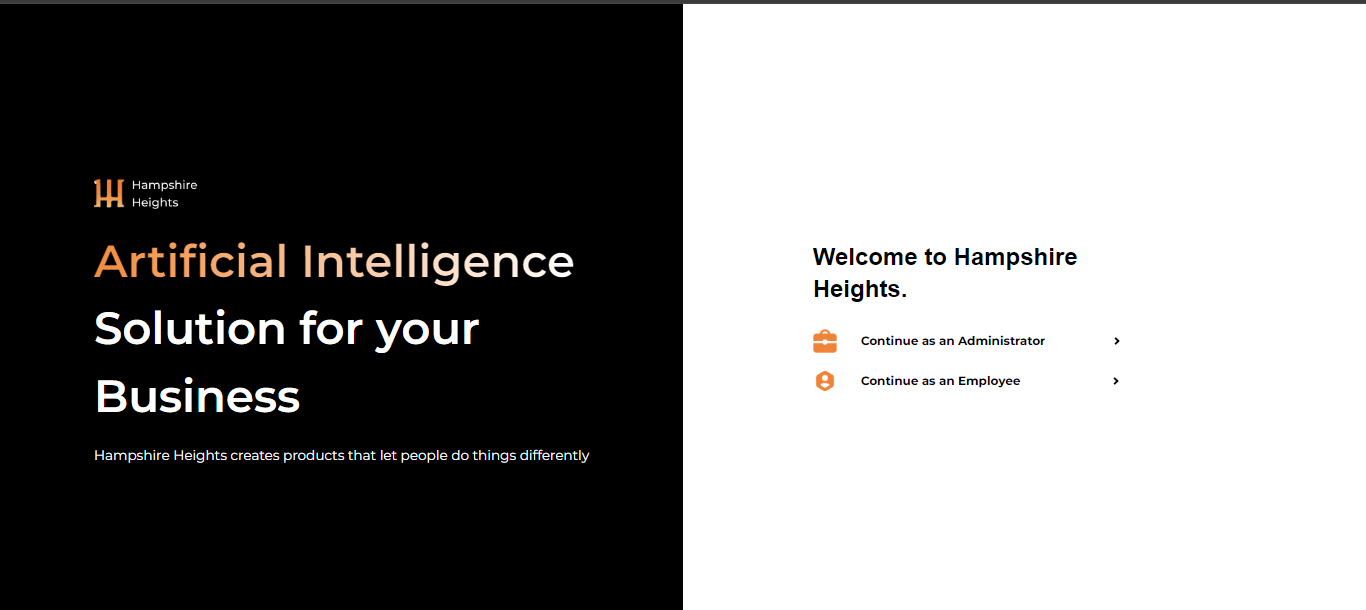 Hampshire
Heights
Artificial Intelligence
Solution for your
Business
Hampshire Heights creates products that let people do things differently
Welcome to Hampshire
Heights.
Continue as an Administrator
Continue as an Employee